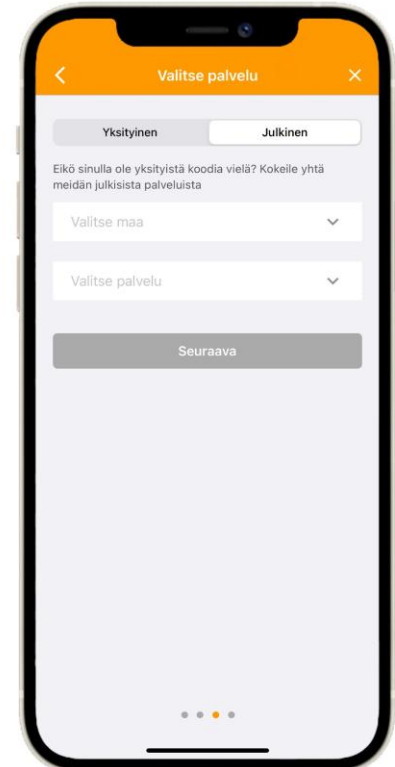 Valitse palvelu
Yksityinen
Julkinen
Eikö sinulla ole yksityistä koodia vielä? Kokeile yhtä
meidän julkisista palveluista
Valitse maa
Valitse palvelu
Seuraava